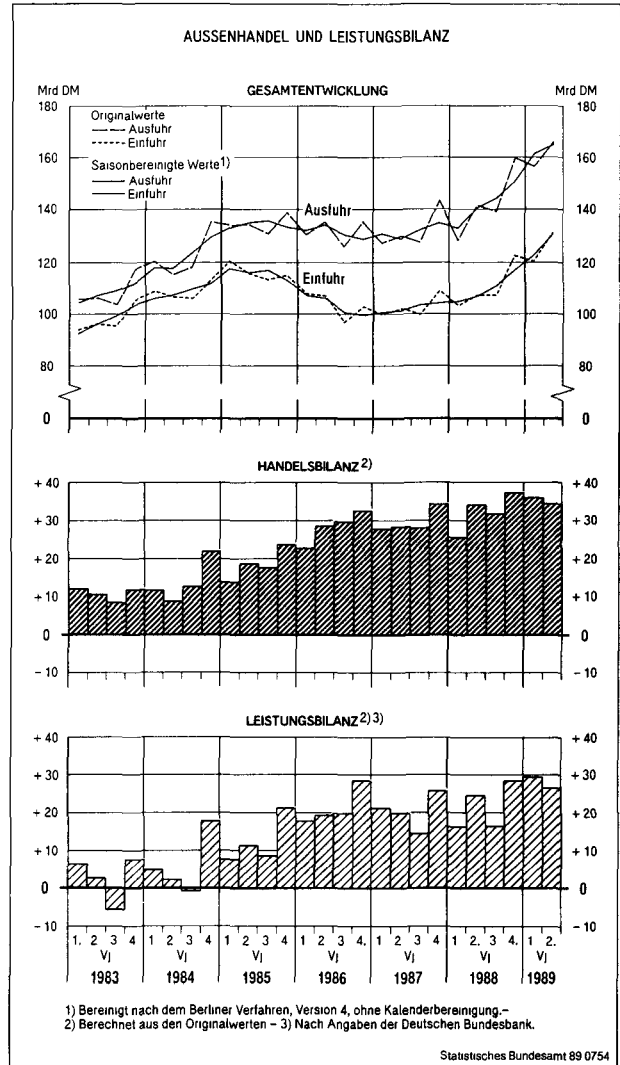 AUSSENHANDEL UND LEISTUNGSBILANZ
Mrd DM GESAMTENTWICKLUNG Mrd DM
180 180
Originalwerte
Ausfuhr
Einfuhr
160 160
Saisonbereinigte Werte 1)
Ausfuhr
Einfuhr
140 140
Ausfuhr
120 120
Einfuhr
100 100
80 80
0 0
HANDELSBILANZ 2)
+ 40 + 40
+ 30 + 30
+ 20 + 20
+ 10 + 10
0 0
– 10 – 10
LEISTUNGSBILANZ 2) 3)
+ 40 + 40
+ 30 + 30
+ 20 + 20
+ 10 + 10
0 0
– 10 – 10
1. 2 3 4 1 2 3 4 1 2 3 4 1 2 3 4. 1 2 3 4 1 2. 3 4. 1 2.
Vj Vj Vj Vj Vj Vj Vj
1983 1984 1985 1986 1987 1988 1989
1) Bereinigt nach dem Berliner Verfahren, Version 4, ohne Kalenderbereinigung.–
2) Berechnet aus den Originalwerten – 3) Nach Angaben der Deutschen Bundesbank.
Statistisches Bundesamt 89 0754